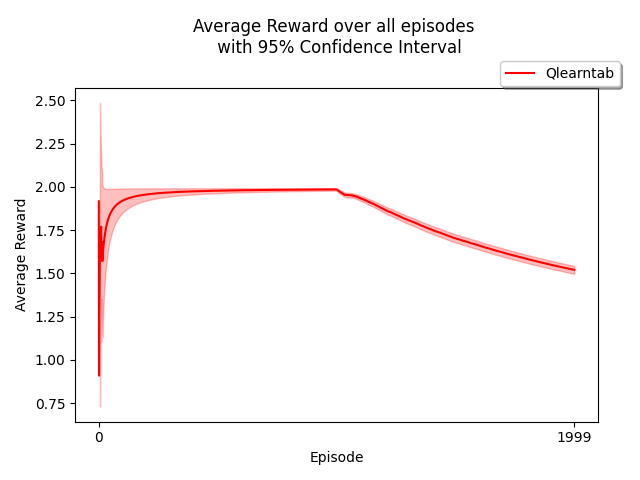 Average Reward over all episodes
with 95% Confidence Interval
Qlearntab
2.50
2.25
2.00
1.75
1.50
1.25
1.00
0.75
Average Reward
0
1999
Episode